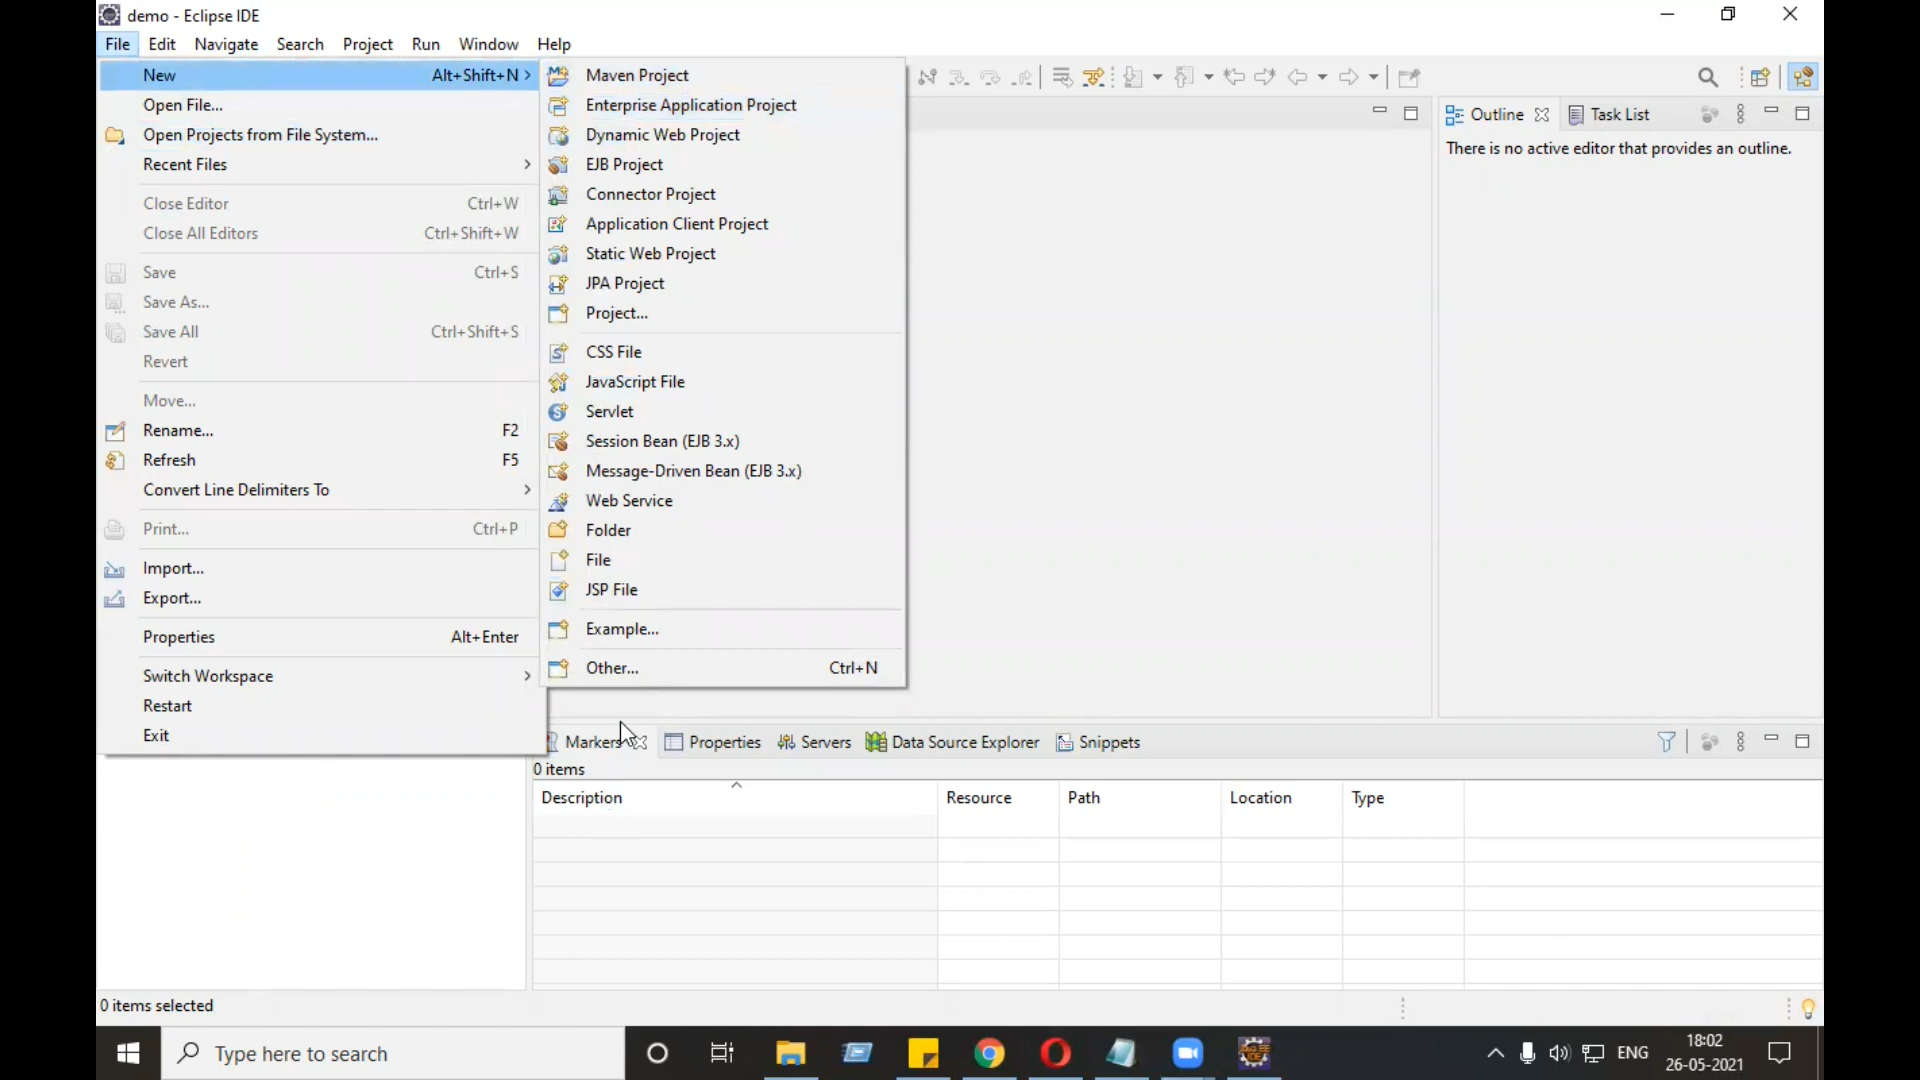 demo - Eclipse IDE
File Edit Navigate Search Project Run Window Help
New Alt+Shift+N
Open File...
Open Projects from File System...
Recent Files
Close Editor Ctrl+W
Close All Editors Ctrl+Shift+W
Save Ctrl+S
Save As...
Save All Ctrl+Shift+S
Revert
Move...
Rename... F2
Refresh F5
Convert Line Delimiters To
Print... Ctrl+P
Import...
Export...
Properties Alt+Enter
Switch Workspace
Restart
Exit
Maven Project
Enterprise Application Project
Dynamic Web Project
EJB Project
Connector Project
Application Client Project
Static Web Project
JPA Project
Project...
CSS File
JavaScript File
Servlet
Session Bean (EJB 3.x)
Message-Driven Bean (EJB 3.x)
Web Service
Folder
File
JSP File
Example...
Other... Ctrl+N
Outline Task List
There is no active editor that provides an outline.
Markers Properties Servers Data Source Explorer Snippets
0 items
Description Resource Path Location Type
0 items selected
Type here to search
ENG
18:02
26-05-2021